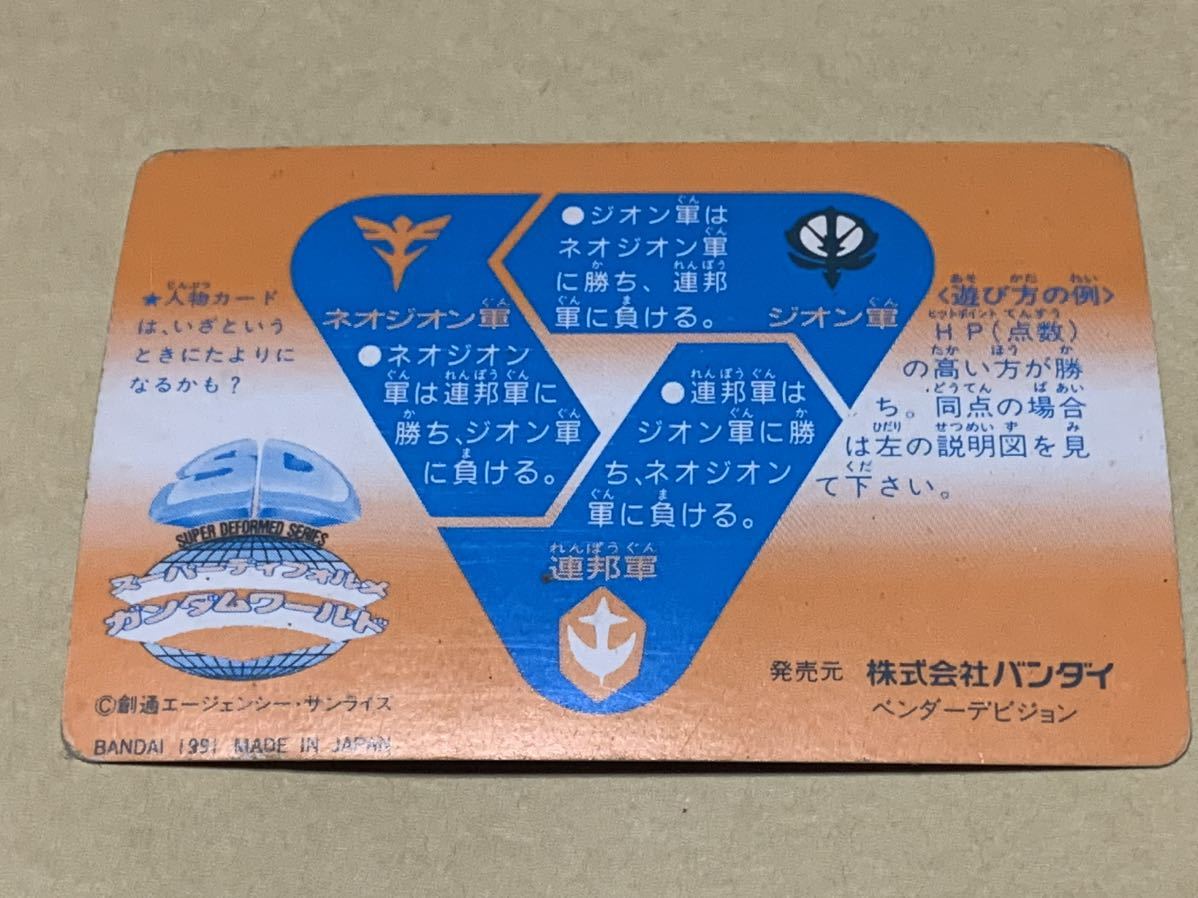 ★人物カード
は、いざという
ときにたよりに
なるかも?
SD
SUPER DEFORMED SERIES
スーパーディフォルメ
ガンダムワールド
©創通エージェンシー・サンライズ
BANDAI 1991 MADE IN JAPAN
ネオジオン軍
●ネオジオン
軍は連邦軍に
勝ち、ジオン軍
に負ける。
●ジオン軍は
ネオジオン軍
に勝ち、連邦
軍に負ける。
ジオン軍
●連邦軍は
ジオン軍に勝
ち、ネオジオン
軍に負ける。
連邦軍
<遊び方の例>
HP(点数)
の高い方が勝
ち。同点の場合
は左の説明図を見
て下さい。
発売元 株式会社バンダイ
ベンダーデビジョン